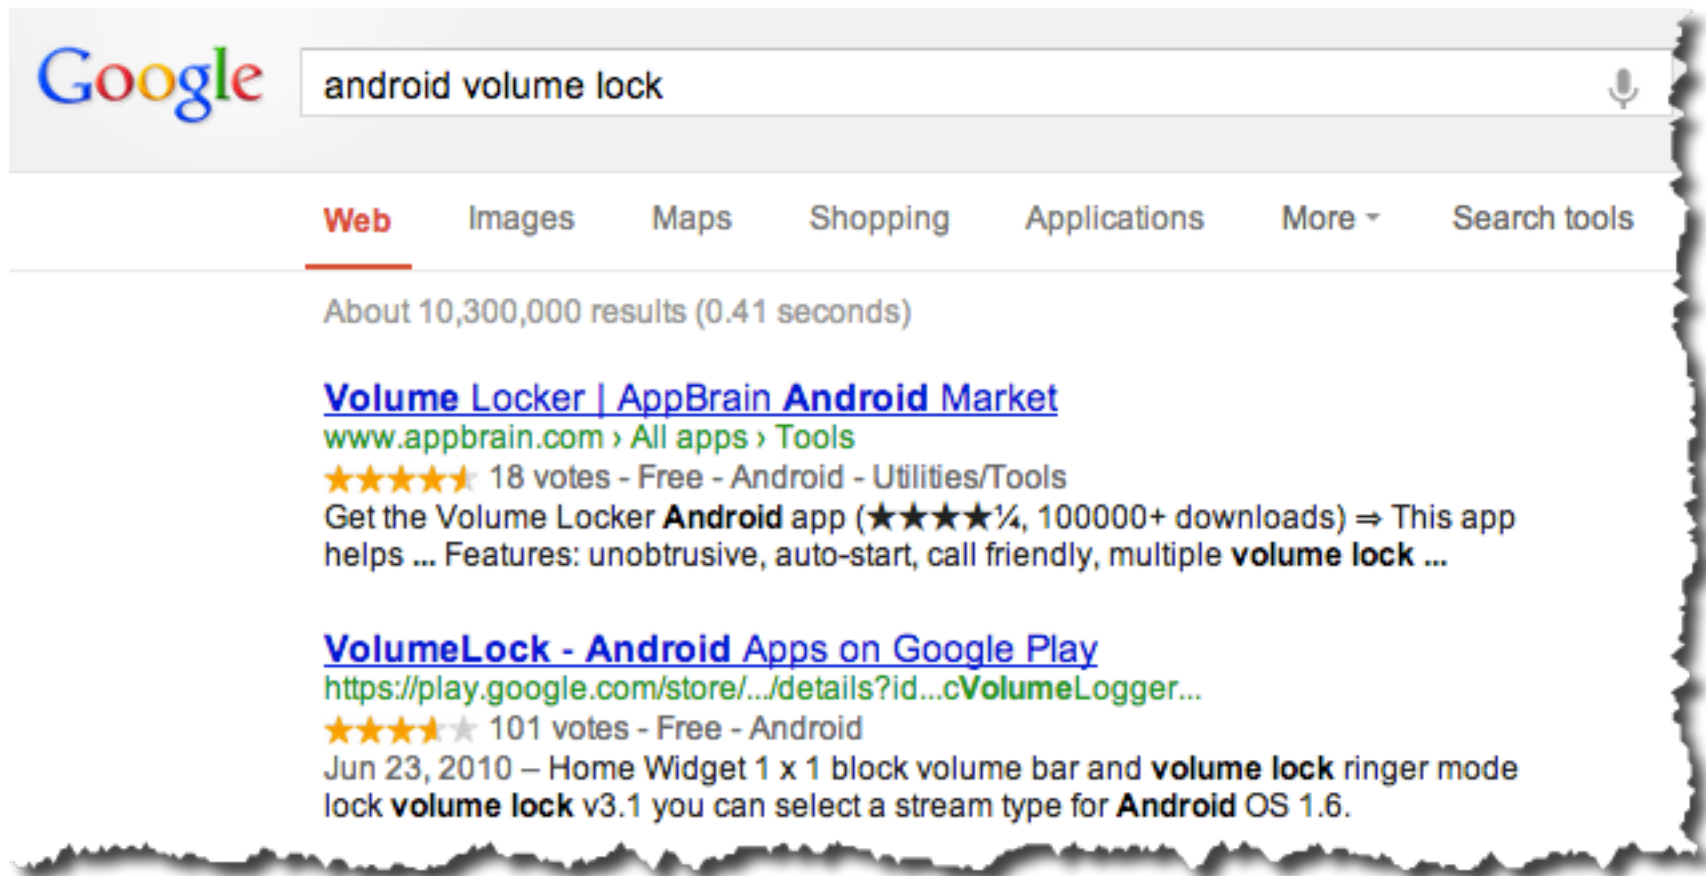 Google
android volume lock
Web Images Maps Shopping Applications More Search tools
About 10,300,000 results (0.41 seconds)
Volume Locker | AppBrain Android Market
www.appbrain.com › All apps › Tools
★★★★★ 18 votes - Free - Android - Utilities/Tools
Get the Volume Locker Android app (★★★★¼, 100000+ downloads) ⇒ This app
helps ... Features: unobtrusive, auto-start, call friendly, multiple volume lock ...
VolumeLock - Android Apps on Google Play
https://play.google.com/store/.../details?id...cVolumeLogger...
★★★★★ 101 votes - Free - Android
Jun 23, 2010 – Home Widget 1 x 1 block volume bar and volume lock ringer mode
lock volume lock v3.1 you can select a stream type for Android OS 1.6.